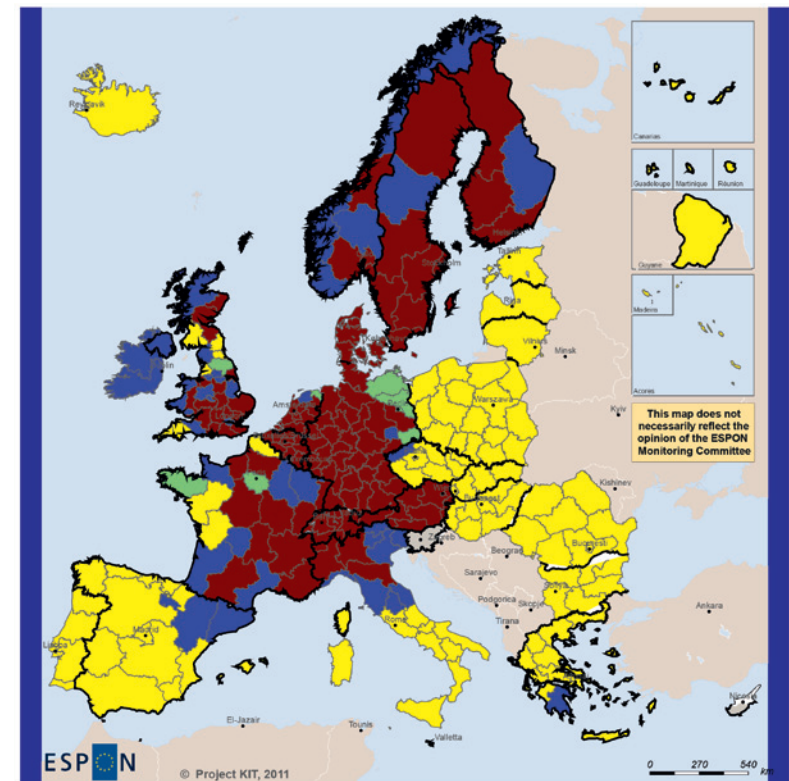 Reykjavik
Canarias
Guadeloupe
Martinique
Réunion
Guyane
Madeira
Acores
Helsinki
Tallinn
Stockholm
Riga
Vilnius
Minsk
Kyiv
Warszawa
Kishinev
This map does not
necessarily reflect the
opinion of the ESPON
Monitoring Committee
Budapest
Zagreb
Beograd
Bucuresti
Sarajevo
Podgorica
Skopje
Sofiya
Tirana
Roma
Madrid
Lisboa
Ankara
Nicosia
El-Jazair
Tounis
Valletta
ESPON
© Project KIT, 2011
0 270 540
km